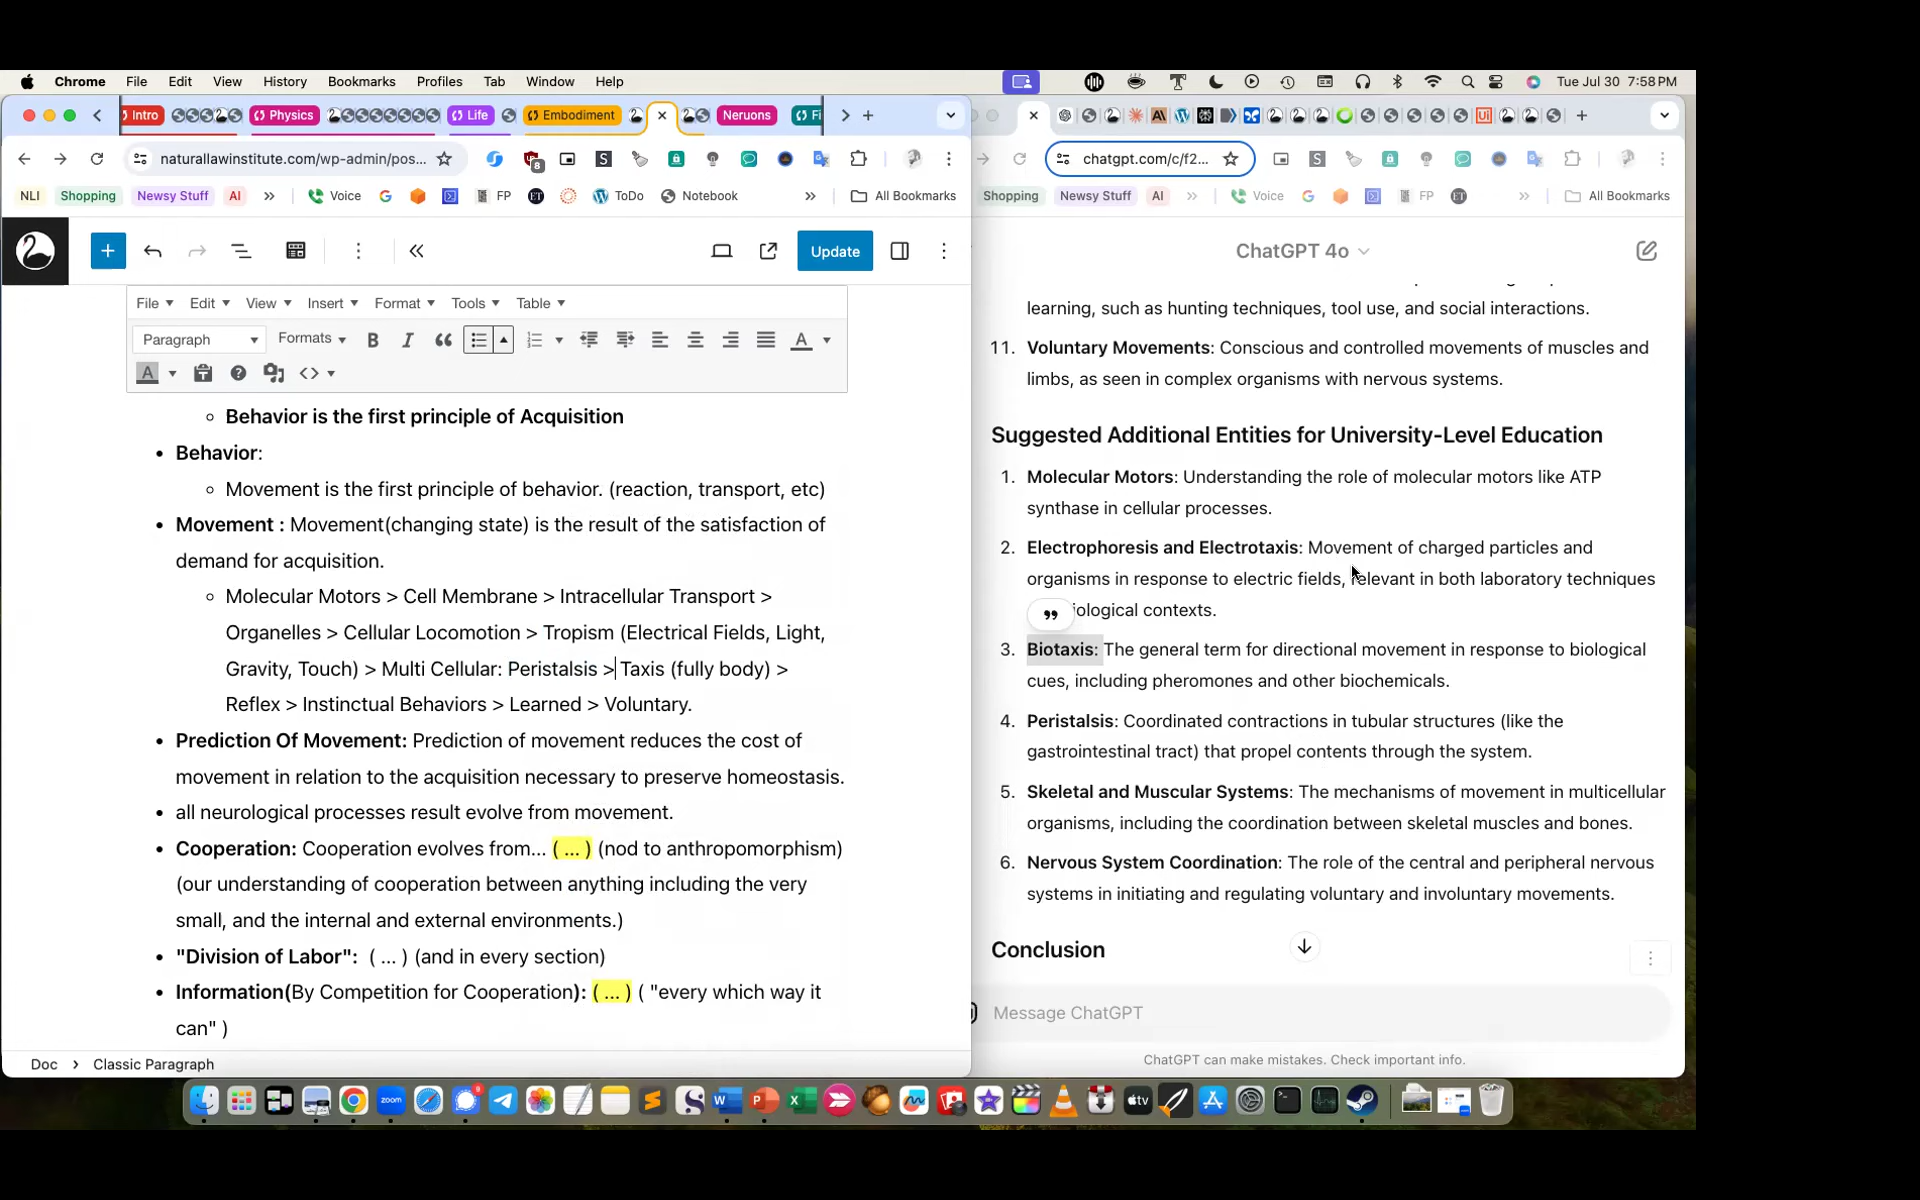 Chrome File Edit View History Bookmarks Profiles Tab Window Help
Tue Jul 30 7:58 PM
Intro Physics Life Embodiment Neruons Fi
naturallawinstitute.com/wp-admin/pos...
8
NLI Shopping Newsy Stuff AI » Voice FP ET ToDo Notebook » All Bookmarks
Update
File Edit View Insert Format Tools Table
Paragraph Formats B I
A
A
◦ Behavior is the first principle of Acquisition
• Behavior:
◦ Movement is the first principle of behavior. (reaction, transport, etc)
• Movement : Movement(changing state) is the result of the satisfaction of
demand for acquisition.
◦ Molecular Motors > Cell Membrane > Intracellular Transport >
Organelles > Cellular Locomotion > Tropism (Electrical Fields, Light,
Gravity, Touch) > Multi Cellular: Peristalsis > Taxis (fully body) >
Reflex > Instinctual Behaviors > Learned > Voluntary.
• Prediction Of Movement: Prediction of movement reduces the cost of
movement in relation to the acquisition necessary to preserve homeostasis.
• all neurological processes result evolve from movement.
• Cooperation: Cooperation evolves from... ( ... ) (nod to anthropomorphism)
(our understanding of cooperation between anything including the very
small, and the internal and external environments.)
• "Division of Labor": ( ... ) (and in every section)
• Information(By Competition for Cooperation): ( ... ) ( "every which way it
can" )
Doc > Classic Paragraph
Ui
chatgpt.com/c/f2...
Shopping Newsy Stuff AI » Voice FP ET » All Bookmarks
ChatGPT 4o
learning, such as hunting techniques, tool use, and social interactions.
11. Voluntary Movements: Conscious and controlled movements of muscles and
limbs, as seen in complex organisms with nervous systems.
Suggested Additional Entities for University-Level Education
1. Molecular Motors: Understanding the role of molecular motors like ATP
synthase in cellular processes.
2. Electrophoresis and Electrotaxis: Movement of charged particles and
organisms in response to electric fields, relevant in both laboratory techniques
iological contexts.
3. Biotaxis: The general term for directional movement in response to biological
cues, including pheromones and other biochemicals.
4. Peristalsis: Coordinated contractions in tubular structures (like the
gastrointestinal tract) that propel contents through the system.
5. Skeletal and Muscular Systems: The mechanisms of movement in multicellular
organisms, including the coordination between skeletal muscles and bones.
6. Nervous System Coordination: The role of the central and peripheral nervous
systems in initiating and regulating voluntary and involuntary movements.
Conclusion
Message ChatGPT
ChatGPT can make mistakes. Check important info.
zoom
tv